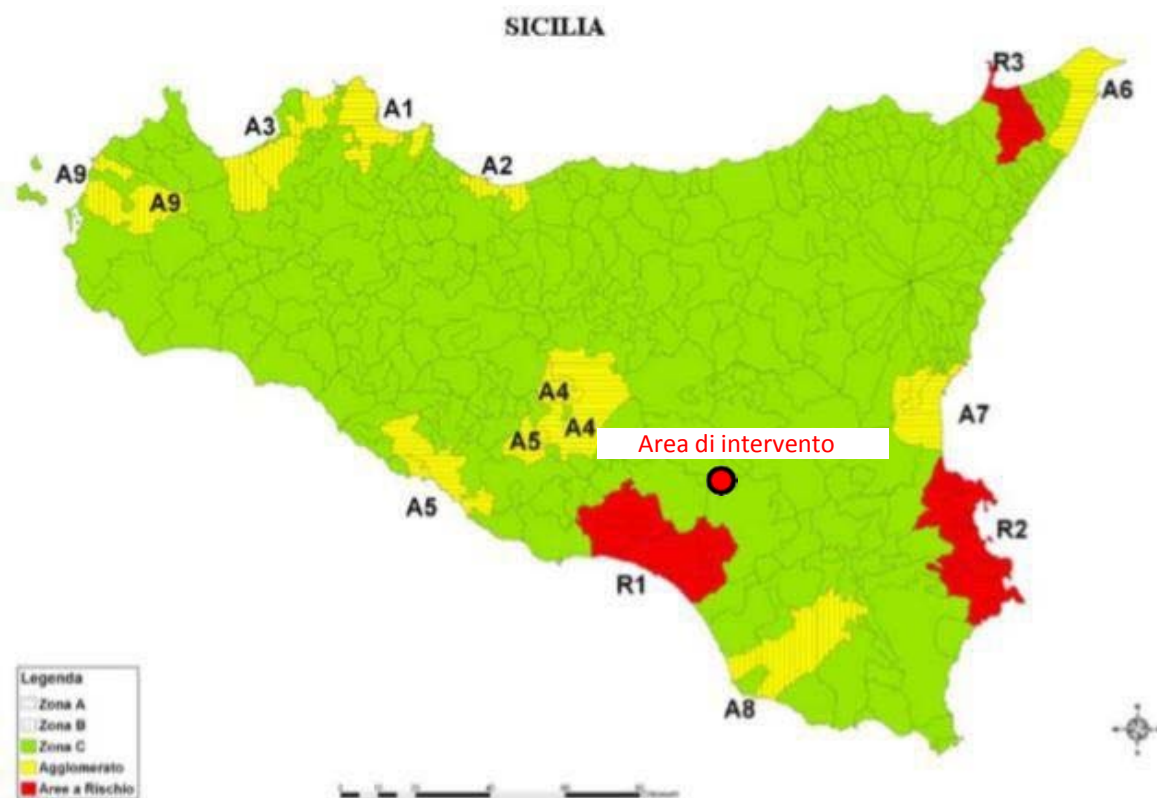 SICILIA
R3
A6
A1
A3
A2
A9
A9
A4
A5
A4
A7
Area di intervento
A5
R2
R1
A8
Legenda
Zona A
Zona B
Zona C
Agglomerato
Aree a Rischio